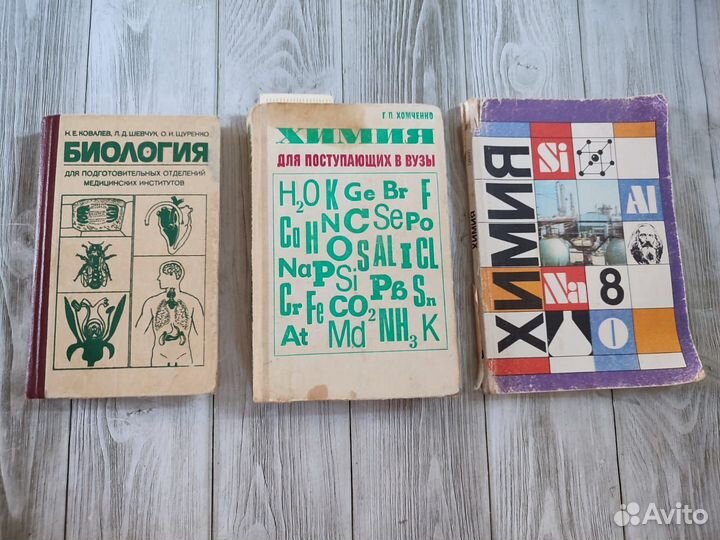 Н. Е. КОВАЛЕВ, Л. Д. ШЕВЧУК, О. И. ЩУРЕНКО
БИОЛОГИЯ
ДЛЯ ПОДГОТОВИТЕЛЬНЫХ ОТДЕЛЕНИЙ
МЕДИЦИНСКИХ ИНСТИТУТОВ
Г. П. ХОМЧЕНКО
ХИМИЯ
ДЛЯ ПОСТУПАЮЩИХ В ВУЗЫ
H2O K Ge Br F
Ca H N C Se Po
O S Al I CL
Na P Si
Cr Fe CO2 Pb Sn
At Md NH3 K
ХИМИЯ
ХИМИЯ
Si
Al
Na
8
O
Avito